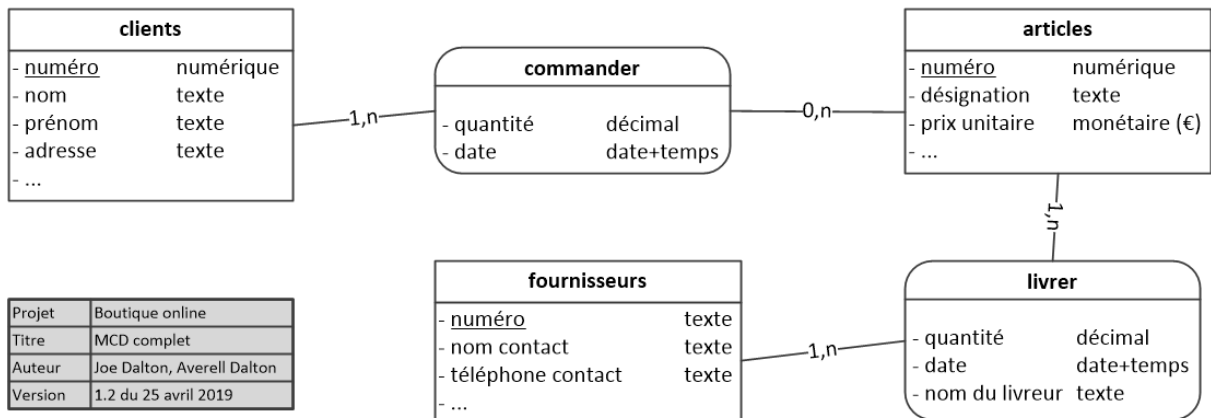 clients
- numéro numérique
- nom texte
- prénom texte
- adresse texte
- ...
1,n
commander
- quantité décimal
- date date+temps
0,n
articles
- numéro numérique
- désignation texte
- prix unitaire monétaire (€)
- ...
1,n
livrer
- quantité décimal
- date date+temps
- nom du livreur texte
1,n
fournisseurs
- numéro texte
- nom contact texte
- téléphone contact texte
- ...
Projet Boutique online
Titre MCD complet
Auteur Joe Dalton, Averell Dalton
Version 1.2 du 25 avril 2019